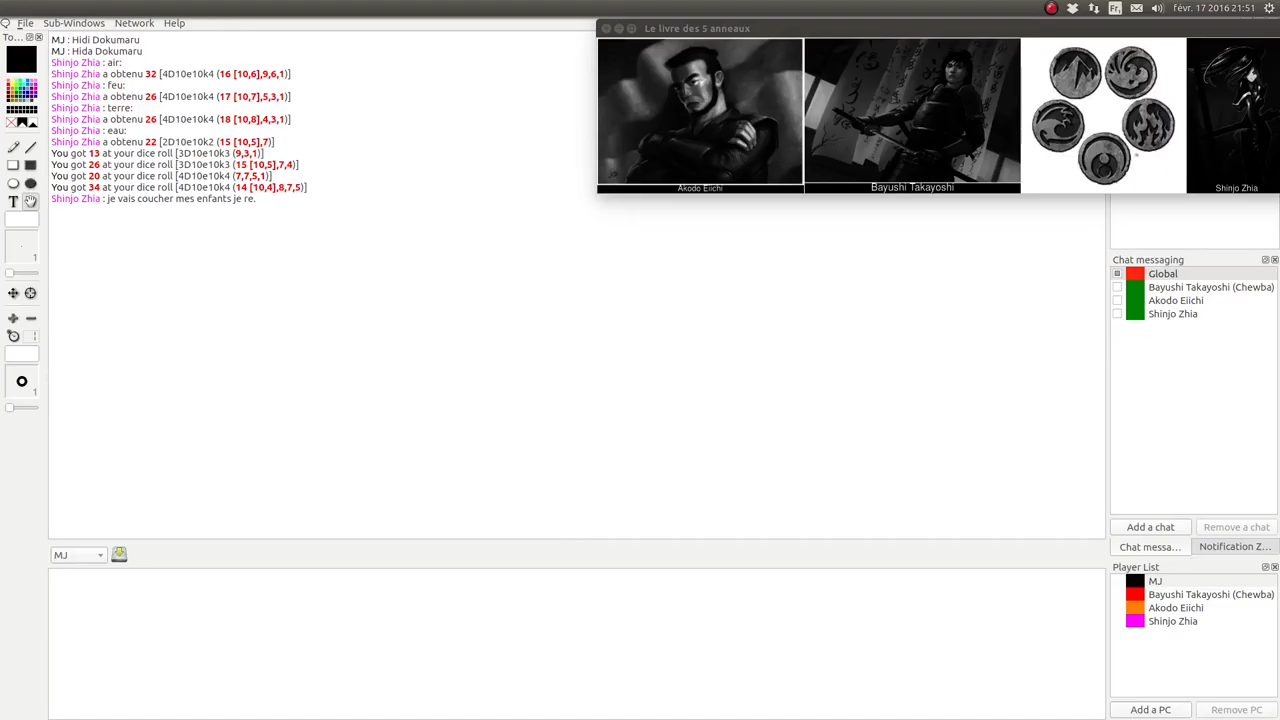 Fr₁
févr. 17 2016 21:51
File Sub-Windows Network Help
Le livre des 5 anneaux
To...
MJ : Hidi Dokumaru
MJ : Hida Dokumaru
Shinjo Zhia : air:
Shinjo Zhia a obtenu 32 [4D10e10k4 (16 [10,6],9,6,1)]
Shinjo Zhia : feu:
Shinjo Zhia a obtenu 26 [4D10e10k4 (17 [10,7],5,3,1)]
Shinjo Zhia : terre:
Shinjo Zhia a obtenu 26 [4D10e10k4 (18 [10,8],4,3,1)]
Shinjo Zhia : eau:
Shinjo Zhia a obtenu 22 [2D10e10k2 (15 [10,5],7)]
You got 13 at your dice roll [3D10e10k3 (9,3,1)]
You got 26 at your dice roll [3D10e10k3 (15 [10,5],7,4)]
You got 20 at your dice roll [4D10e10k4 (7,7,5,1)]
You got 34 at your dice roll [4D10e10k4 (14 [10,4],8,7,5)]
Shinjo Zhia : je vais coucher mes enfants je re.
Akodo Eiichi
Bayushi Takayoshi
Shinjo Zhia
T
1
1
1
Chat messaging
Global
Bayushi Takayoshi (Chewba)
Akodo Eiichi
Shinjo Zhia
Add a chat
Remove a chat
Chat messa...
Notification Z...
MJ
Player List
MJ
Bayushi Takayoshi (Chewba)
Akodo Eiichi
Shinjo Zhia
Add a PC
Remove PC